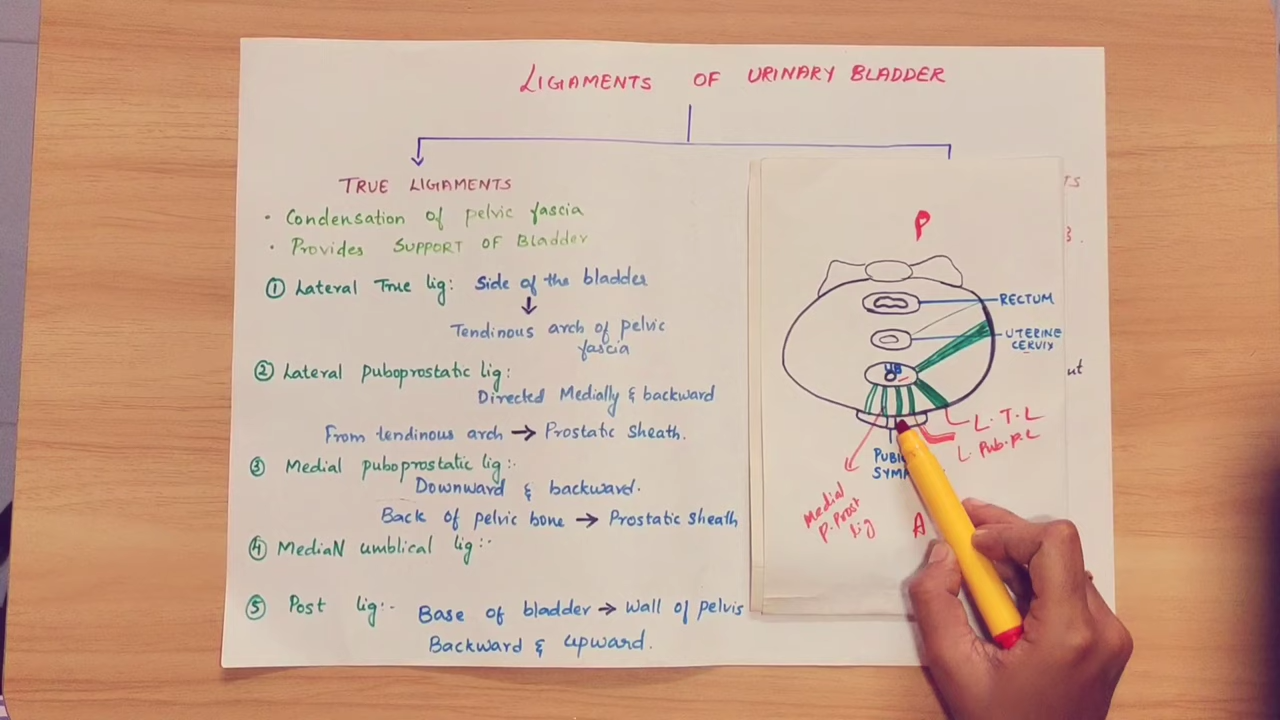 LIGAMENTS OF URINARY BLADDER
TRUE LIGAMENTS
• Condensation of pelvic fascia
• Provides SUPPORT OF Bladder
① Lateral True lig: Side of the bladder
Tendinous arch of pelvic
fascia
② Lateral puboprostatic lig:
Directed Medially & backward
From tendinous arch → Prostatic Sheath.
③ Medial puboprostatic lig:-
Downward & backward.
Back of pelvic bone → Prostatic Sheath
④ MediaN umblical lig:-
⑤ Post lig:- Base of bladder → Wall of pelvis
Backward & upward.
P
RECTUM
UTERINE
CERVIX
UB
L. T. L
L. Pub. P. L
Medial
P. Prost
lig
A
TS
3.
ut